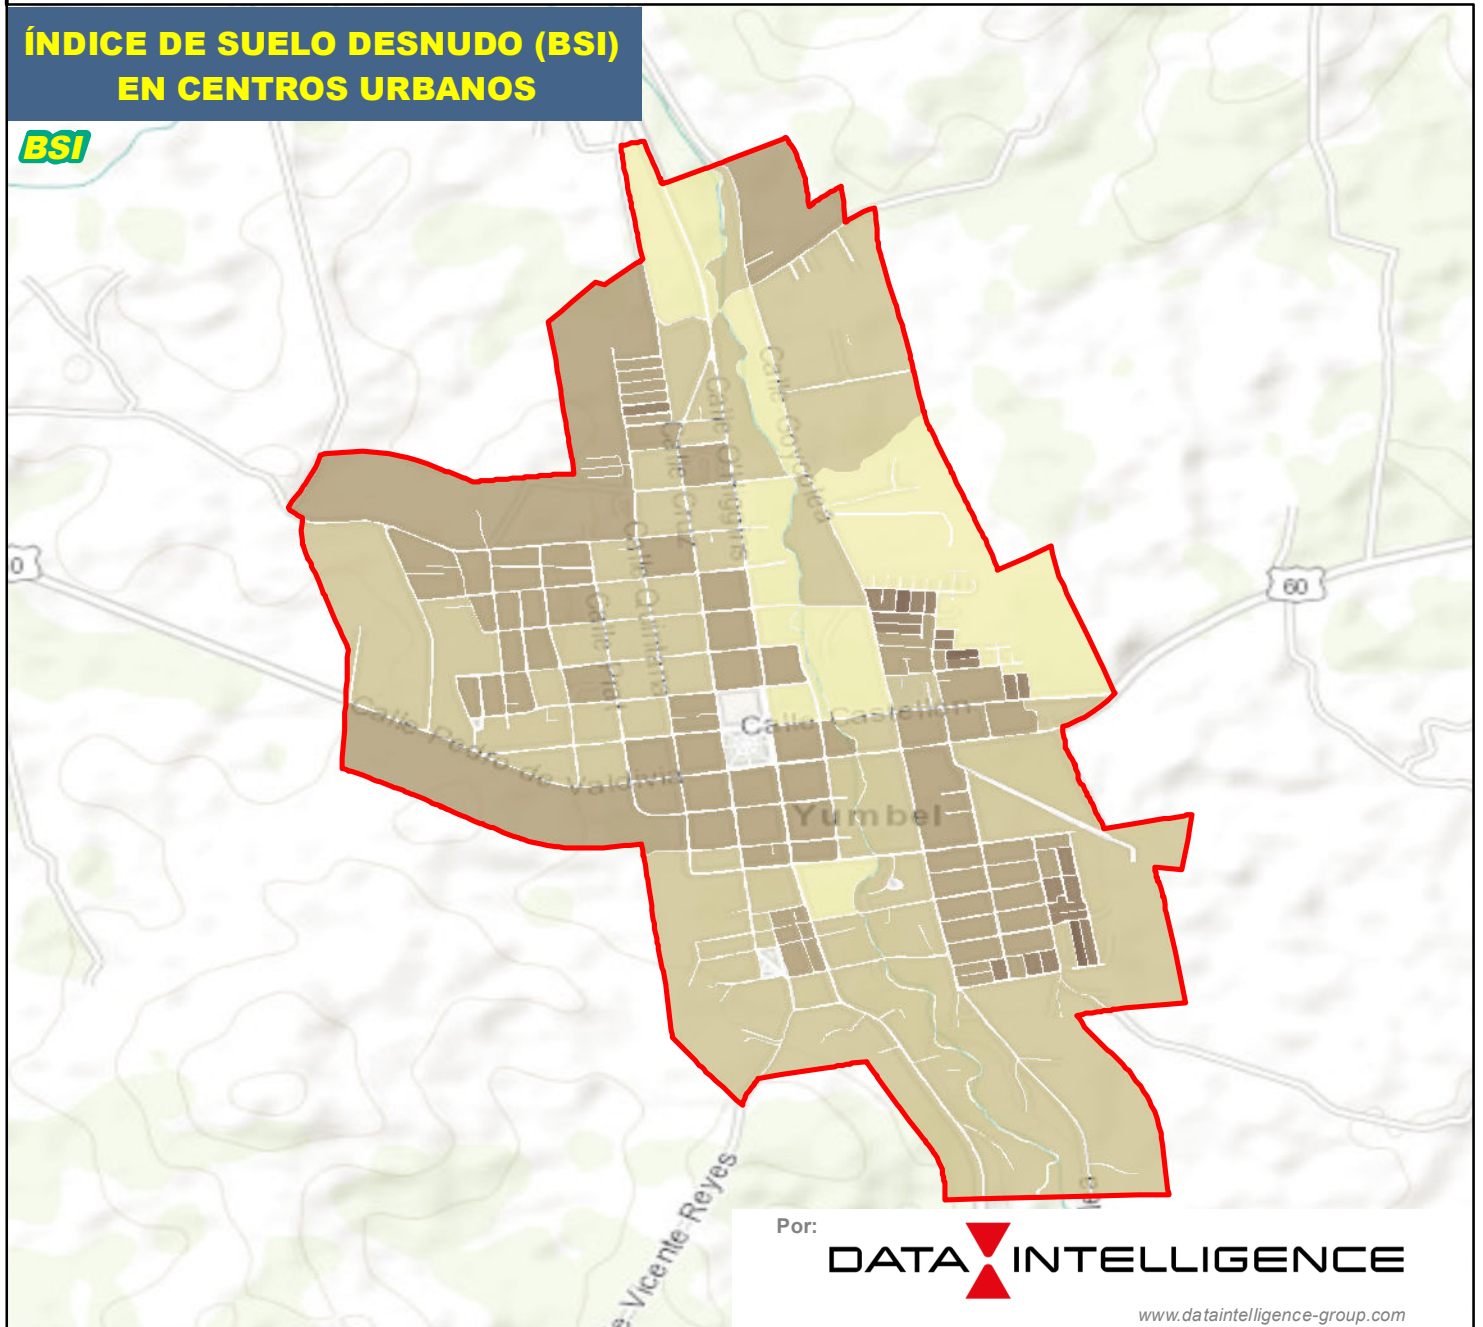 ÍNDICE DE SUELO DESNUDO (BSI)
EN CENTROS URBANOS
BSI
Calle Goycolea
Calle O'Higgins
Calle Cruz
Calle Quintana
Calle Prat
0
60
Calle Castellón
Calle Pedro de Valdivia
Yumbel
e-Vicente-Reyes
Por:
DATA INTELLIGENCE
www.dataintelligence-group.com